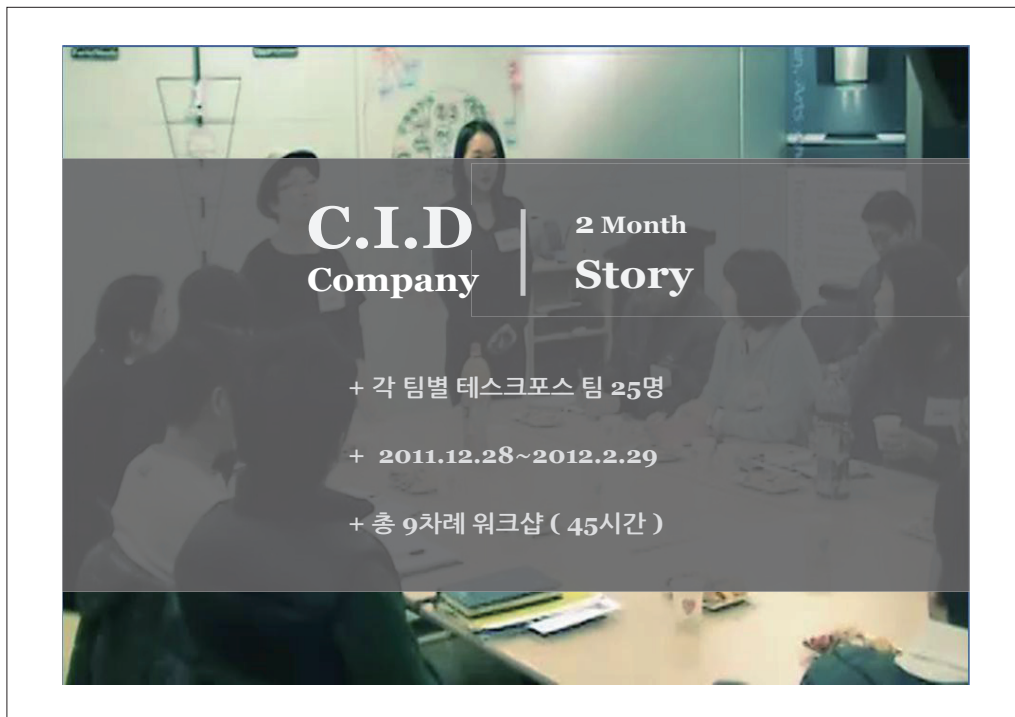 C.I.D
Company
2 Month
Story
+ 각 팀별 테스크포스 팀 25명
+ 2011.12.28~2012.2.29
+ 총 9차례 워크샵 ( 45시간 )